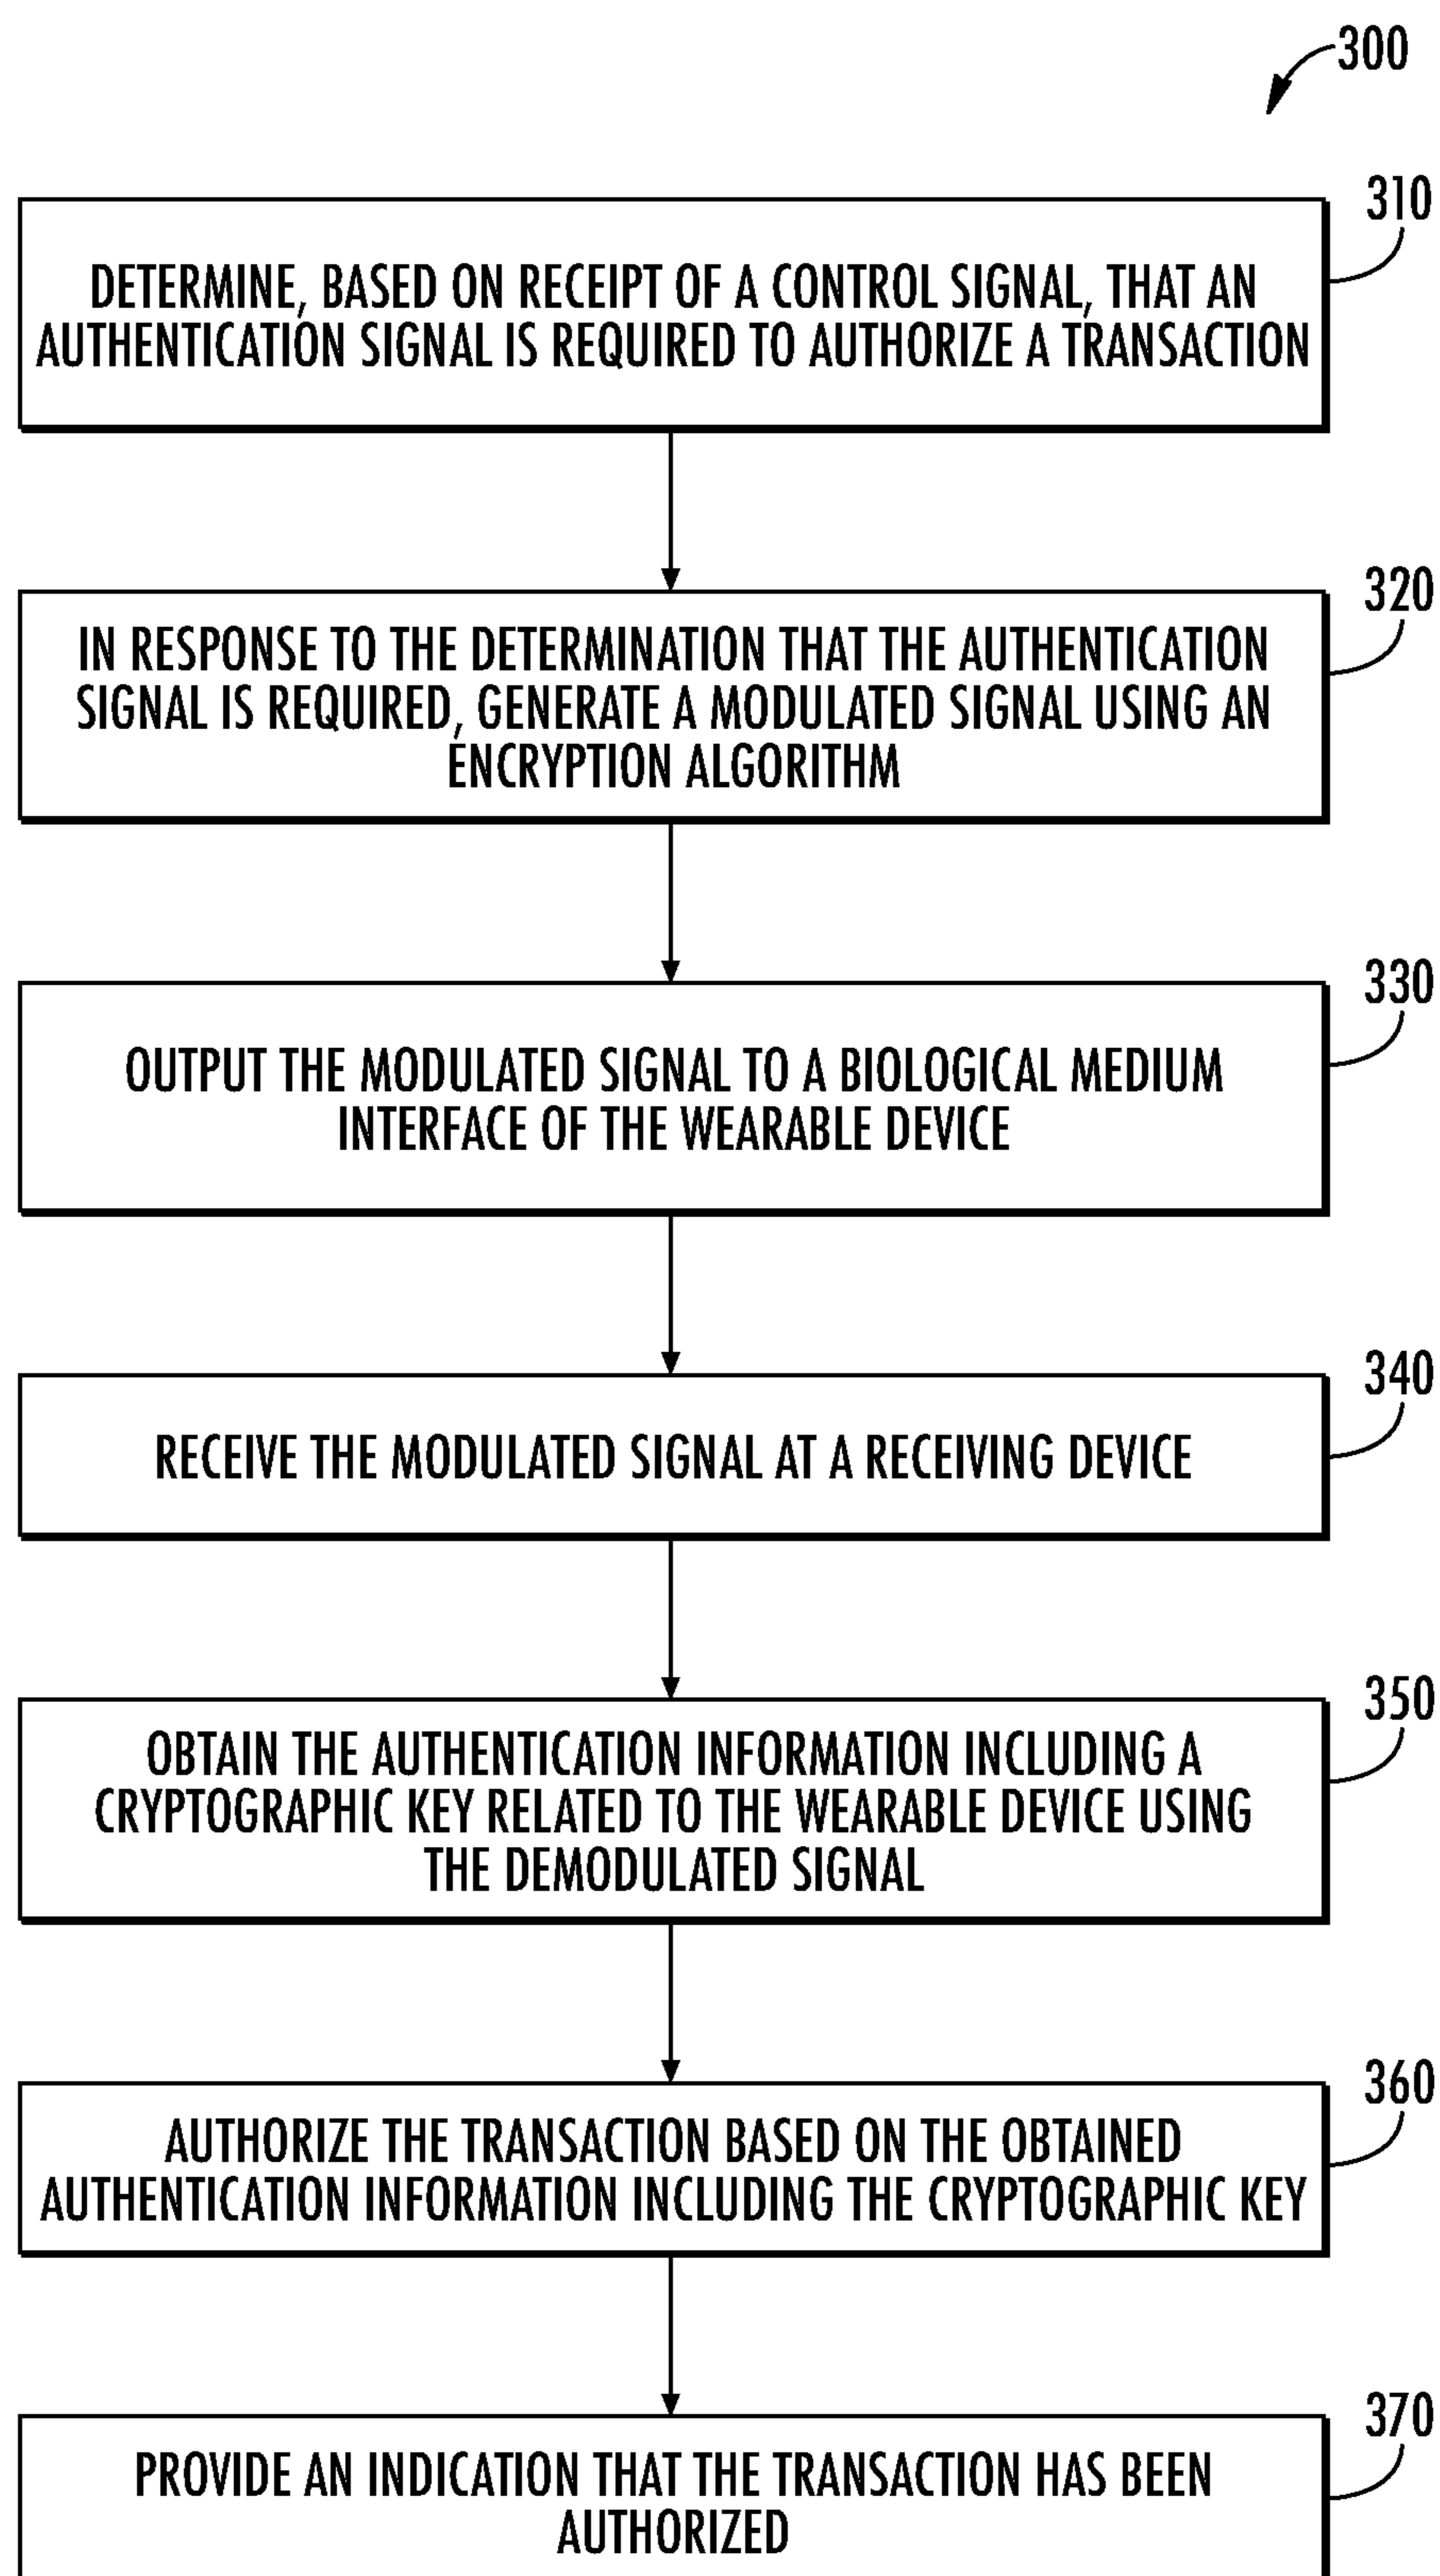 300
310
DETERMINE, BASED ON RECEIPT OF A CONTROL SIGNAL, THAT AN
AUTHENTICATION SIGNAL IS REQUIRED TO AUTHORIZE A TRANSACTION
320
IN RESPONSE TO THE DETERMINATION THAT THE AUTHENTICATION
SIGNAL IS REQUIRED, GENERATE A MODULATED SIGNAL USING AN
ENCRYPTION ALGORITHM
330
OUTPUT THE MODULATED SIGNAL TO A BIOLOGICAL MEDIUM
INTERFACE OF THE WEARABLE DEVICE
340
RECEIVE THE MODULATED SIGNAL AT A RECEIVING DEVICE
350
OBTAIN THE AUTHENTICATION INFORMATION INCLUDING A
CRYPTOGRAPHIC KEY RELATED TO THE WEARABLE DEVICE USING
THE DEMODULATED SIGNAL
360
AUTHORIZE THE TRANSACTION BASED ON THE OBTAINED
AUTHENTICATION INFORMATION INCLUDING THE CRYPTOGRAPHIC KEY
370
PROVIDE AN INDICATION THAT THE TRANSACTION HAS BEEN
AUTHORIZED